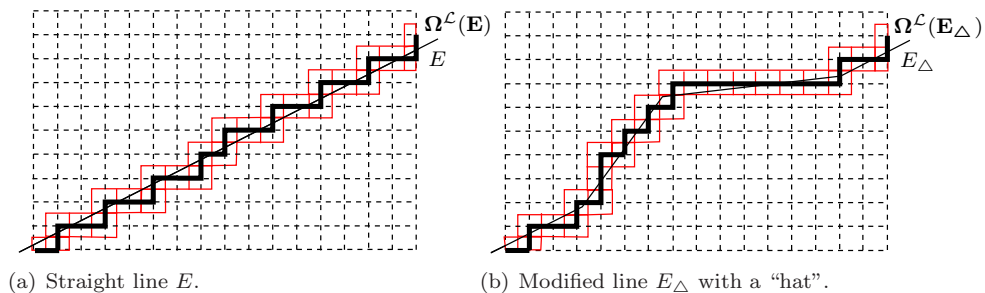 Ω^ℒ(E)
E
Ω^ℒ(E_△)
E_△
(a) Straight line E.
(b) Modified line E_△ with a “hat”.